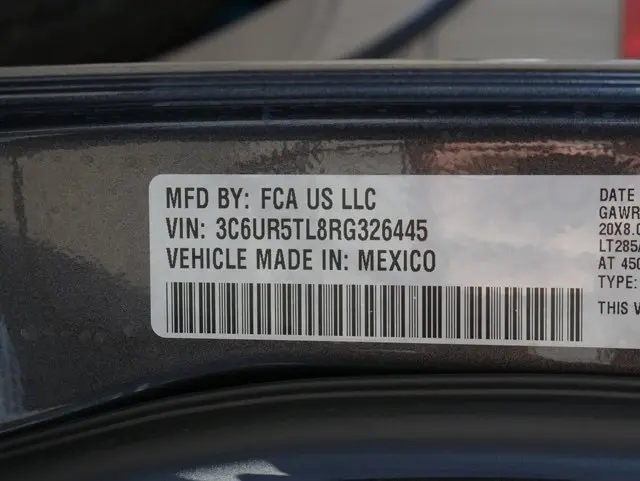 MFD BY: FCA US LLC
VIN: 3C6UR5TL8RG326445
VEHICLE MADE IN: MEXICO
DATE
GAWR
20X8.0
LT285/
AT 450
TYPE:
THIS V